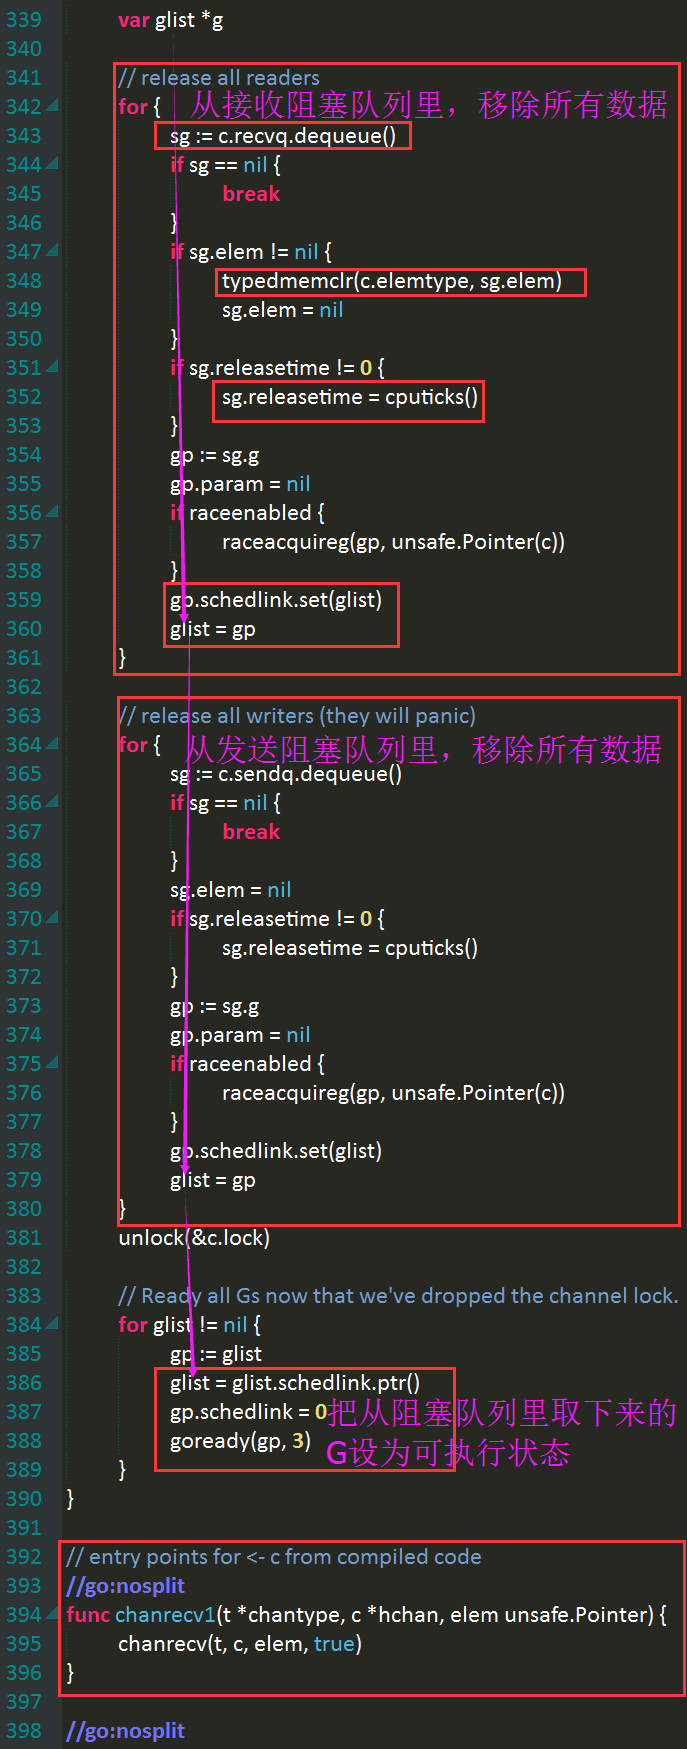 339 var glist *g
340
341 // release all readers
342 for { 从接收阻塞队列里，移除所有数据
343 sg := c.recvq.dequeue()
344 if sg == nil {
345 break
346 }
347 if sg.elem != nil {
348 typedmemclr(c.elemtype, sg.elem)
349 sg.elem = nil
350 }
351 if sg.releasetime != 0 {
352 sg.releasetime = cputicks()
353 }
354 gp := sg.g
355 gp.param = nil
356 if raceenabled {
357 raceacquireg(gp, unsafe.Pointer(c))
358 }
359 gp.schedlink.set(glist)
360 glist = gp
361 }
362
363 // release all writers (they will panic)
364 for { 从发送阻塞队列里，移除所有数据
365 sg := c.sendq.dequeue()
366 if sg == nil {
367 break
368 }
369 sg.elem = nil
370 if sg.releasetime != 0 {
371 sg.releasetime = cputicks()
372 }
373 gp := sg.g
374 gp.param = nil
375 if raceenabled {
376 raceacquireg(gp, unsafe.Pointer(c))
377 }
378 gp.schedlink.set(glist)
379 glist = gp
380 }
381 unlock(&c.lock)
382
383 // Ready all Gs now that we've dropped the channel lock.
384 for glist != nil {
385 gp := glist
386 glist = glist.schedlink.ptr()
387 gp.schedlink = 0 把从阻塞队列里取下来的
388 goready(gp, 3) G设为可执行状态
389 }
390 }
391
392 // entry points for <- c from compiled code
393 //go:nosplit
394 func chanrecv1(t *chantype, c *hchan, elem unsafe.Pointer) {
395 chanrecv(t, c, elem, true)
396 }
397
398 //go:nosplit